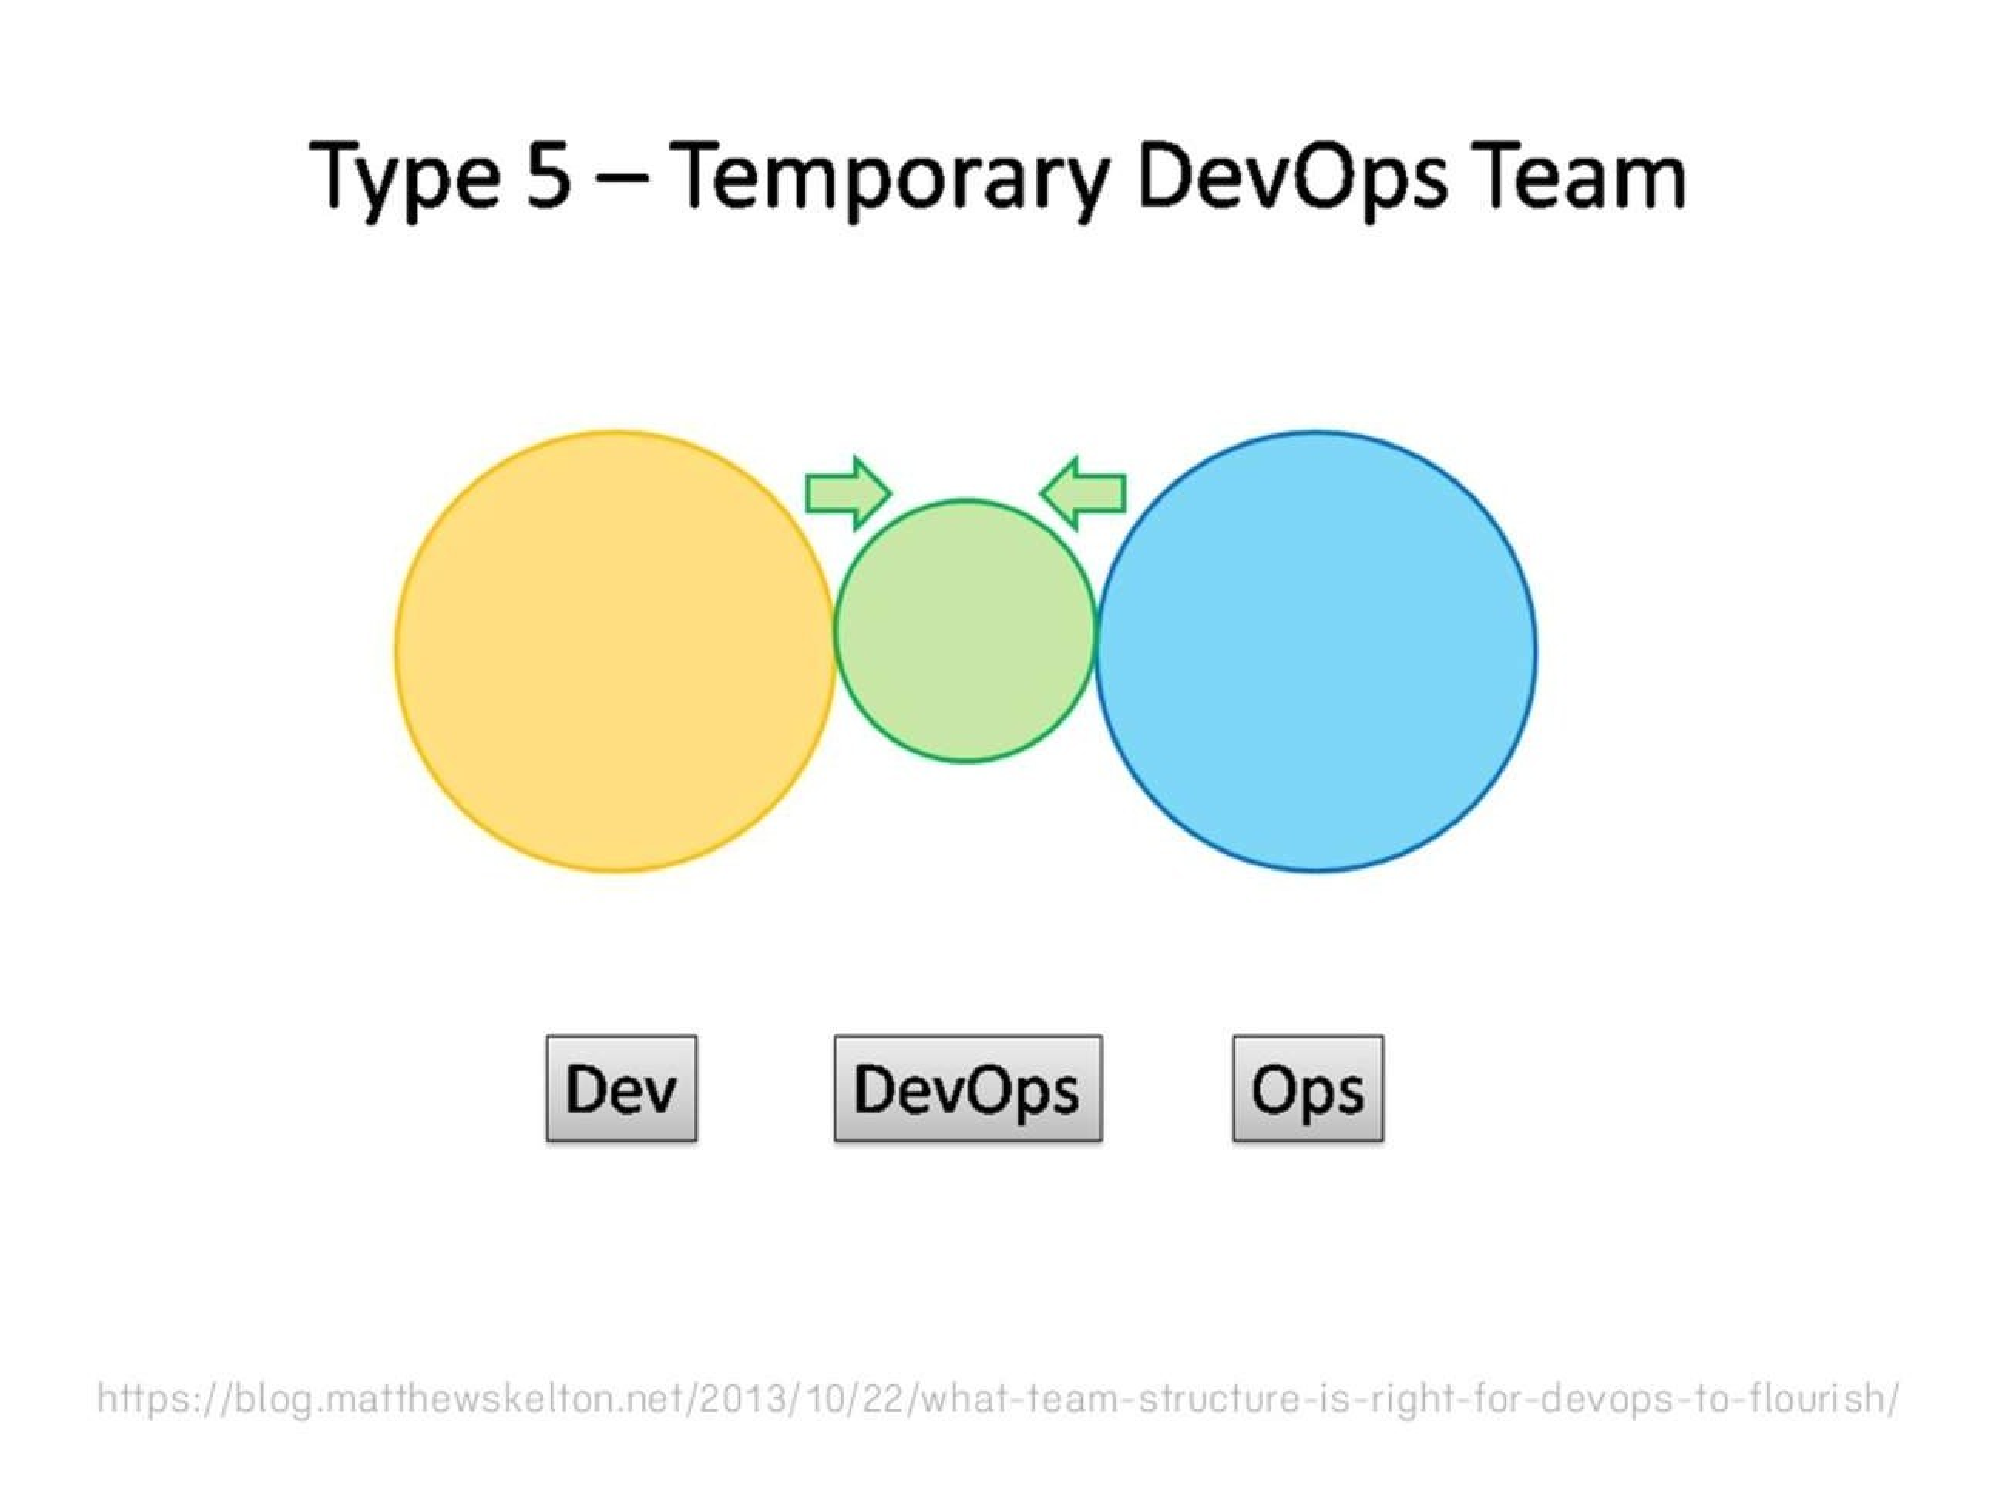 Type 5 – Temporary DevOps Team
Dev
DevOps
Ops
https://blog.matthewskelton.net/2013/10/22/what-team-structure-is-right-for-devops-to-flourish/